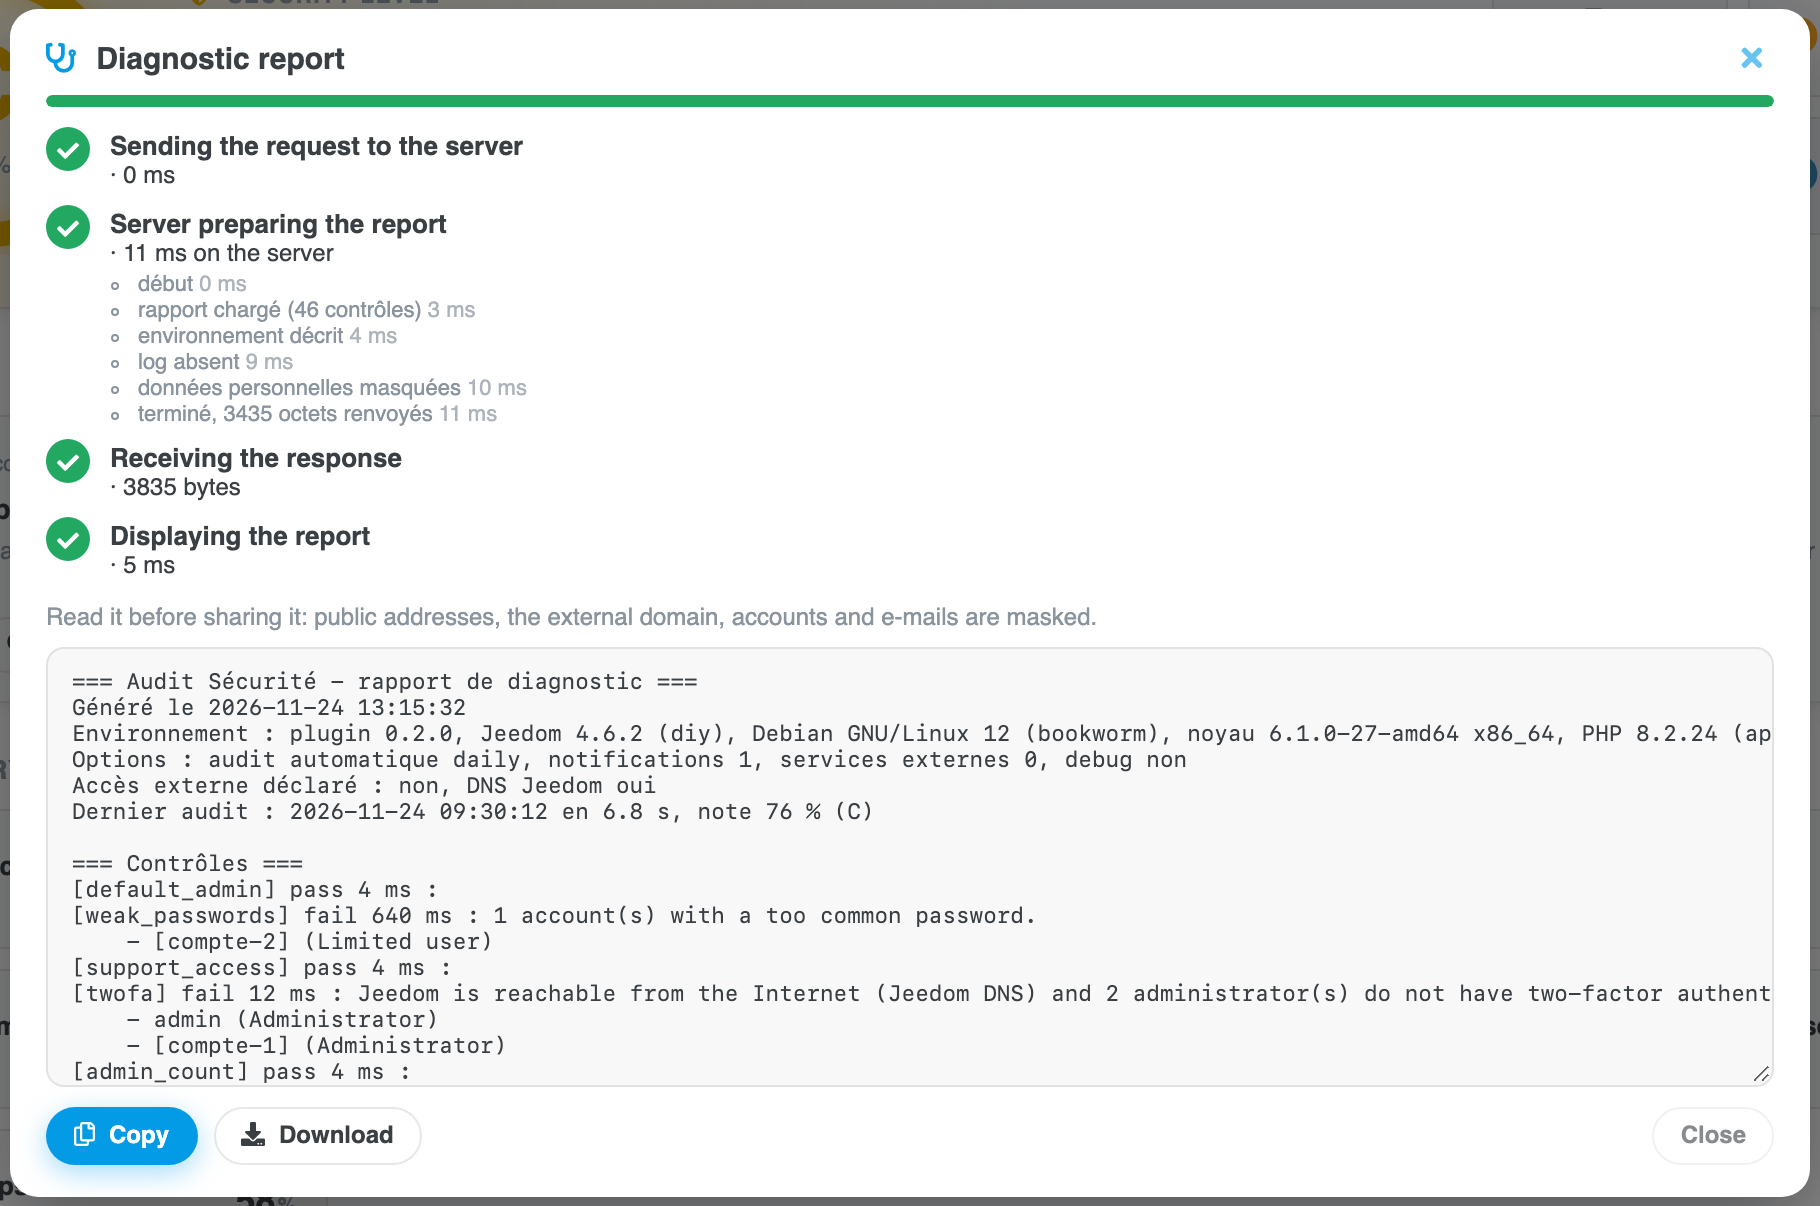 Diagnostic report
Sending the request to the server
· 0 ms
Server preparing the report
· 11 ms on the server
début 0 ms
rapport chargé (46 contrôles) 3 ms
environnement décrit 4 ms
log absent 9 ms
données personnelles masquées 10 ms
terminé, 3435 octets renvoyés 11 ms
Receiving the response
· 3835 bytes
Displaying the report
· 5 ms
Read it before sharing it: public addresses, the external domain, accounts and e-mails are masked.
=== Audit Sécurité – rapport de diagnostic ===
Généré le 2026-11-24 13:15:32
Environnement : plugin 0.2.0, Jeedom 4.6.2 (diy), Debian GNU/Linux 12 (bookworm), noyau 6.1.0-27-amd64 x86_64, PHP 8.2.24 (ap
Options : audit automatique daily, notifications 1, services externes 0, debug non
Accès externe déclaré : non, DNS Jeedom oui
Dernier audit : 2026-11-24 09:30:12 en 6.8 s, note 76 % (C)
=== Contrôles ===
[default_admin] pass 4 ms :
[weak_passwords] fail 640 ms : 1 account(s) with a too common password.
– [compte-2] (Limited user)
[support_access] pass 4 ms :
[twofa] fail 12 ms : Jeedom is reachable from the Internet (Jeedom DNS) and 2 administrator(s) do not have two-factor authent
– admin (Administrator)
– [compte-1] (Administrator)
[admin_count] pass 4 ms :
Copy
Download
Close